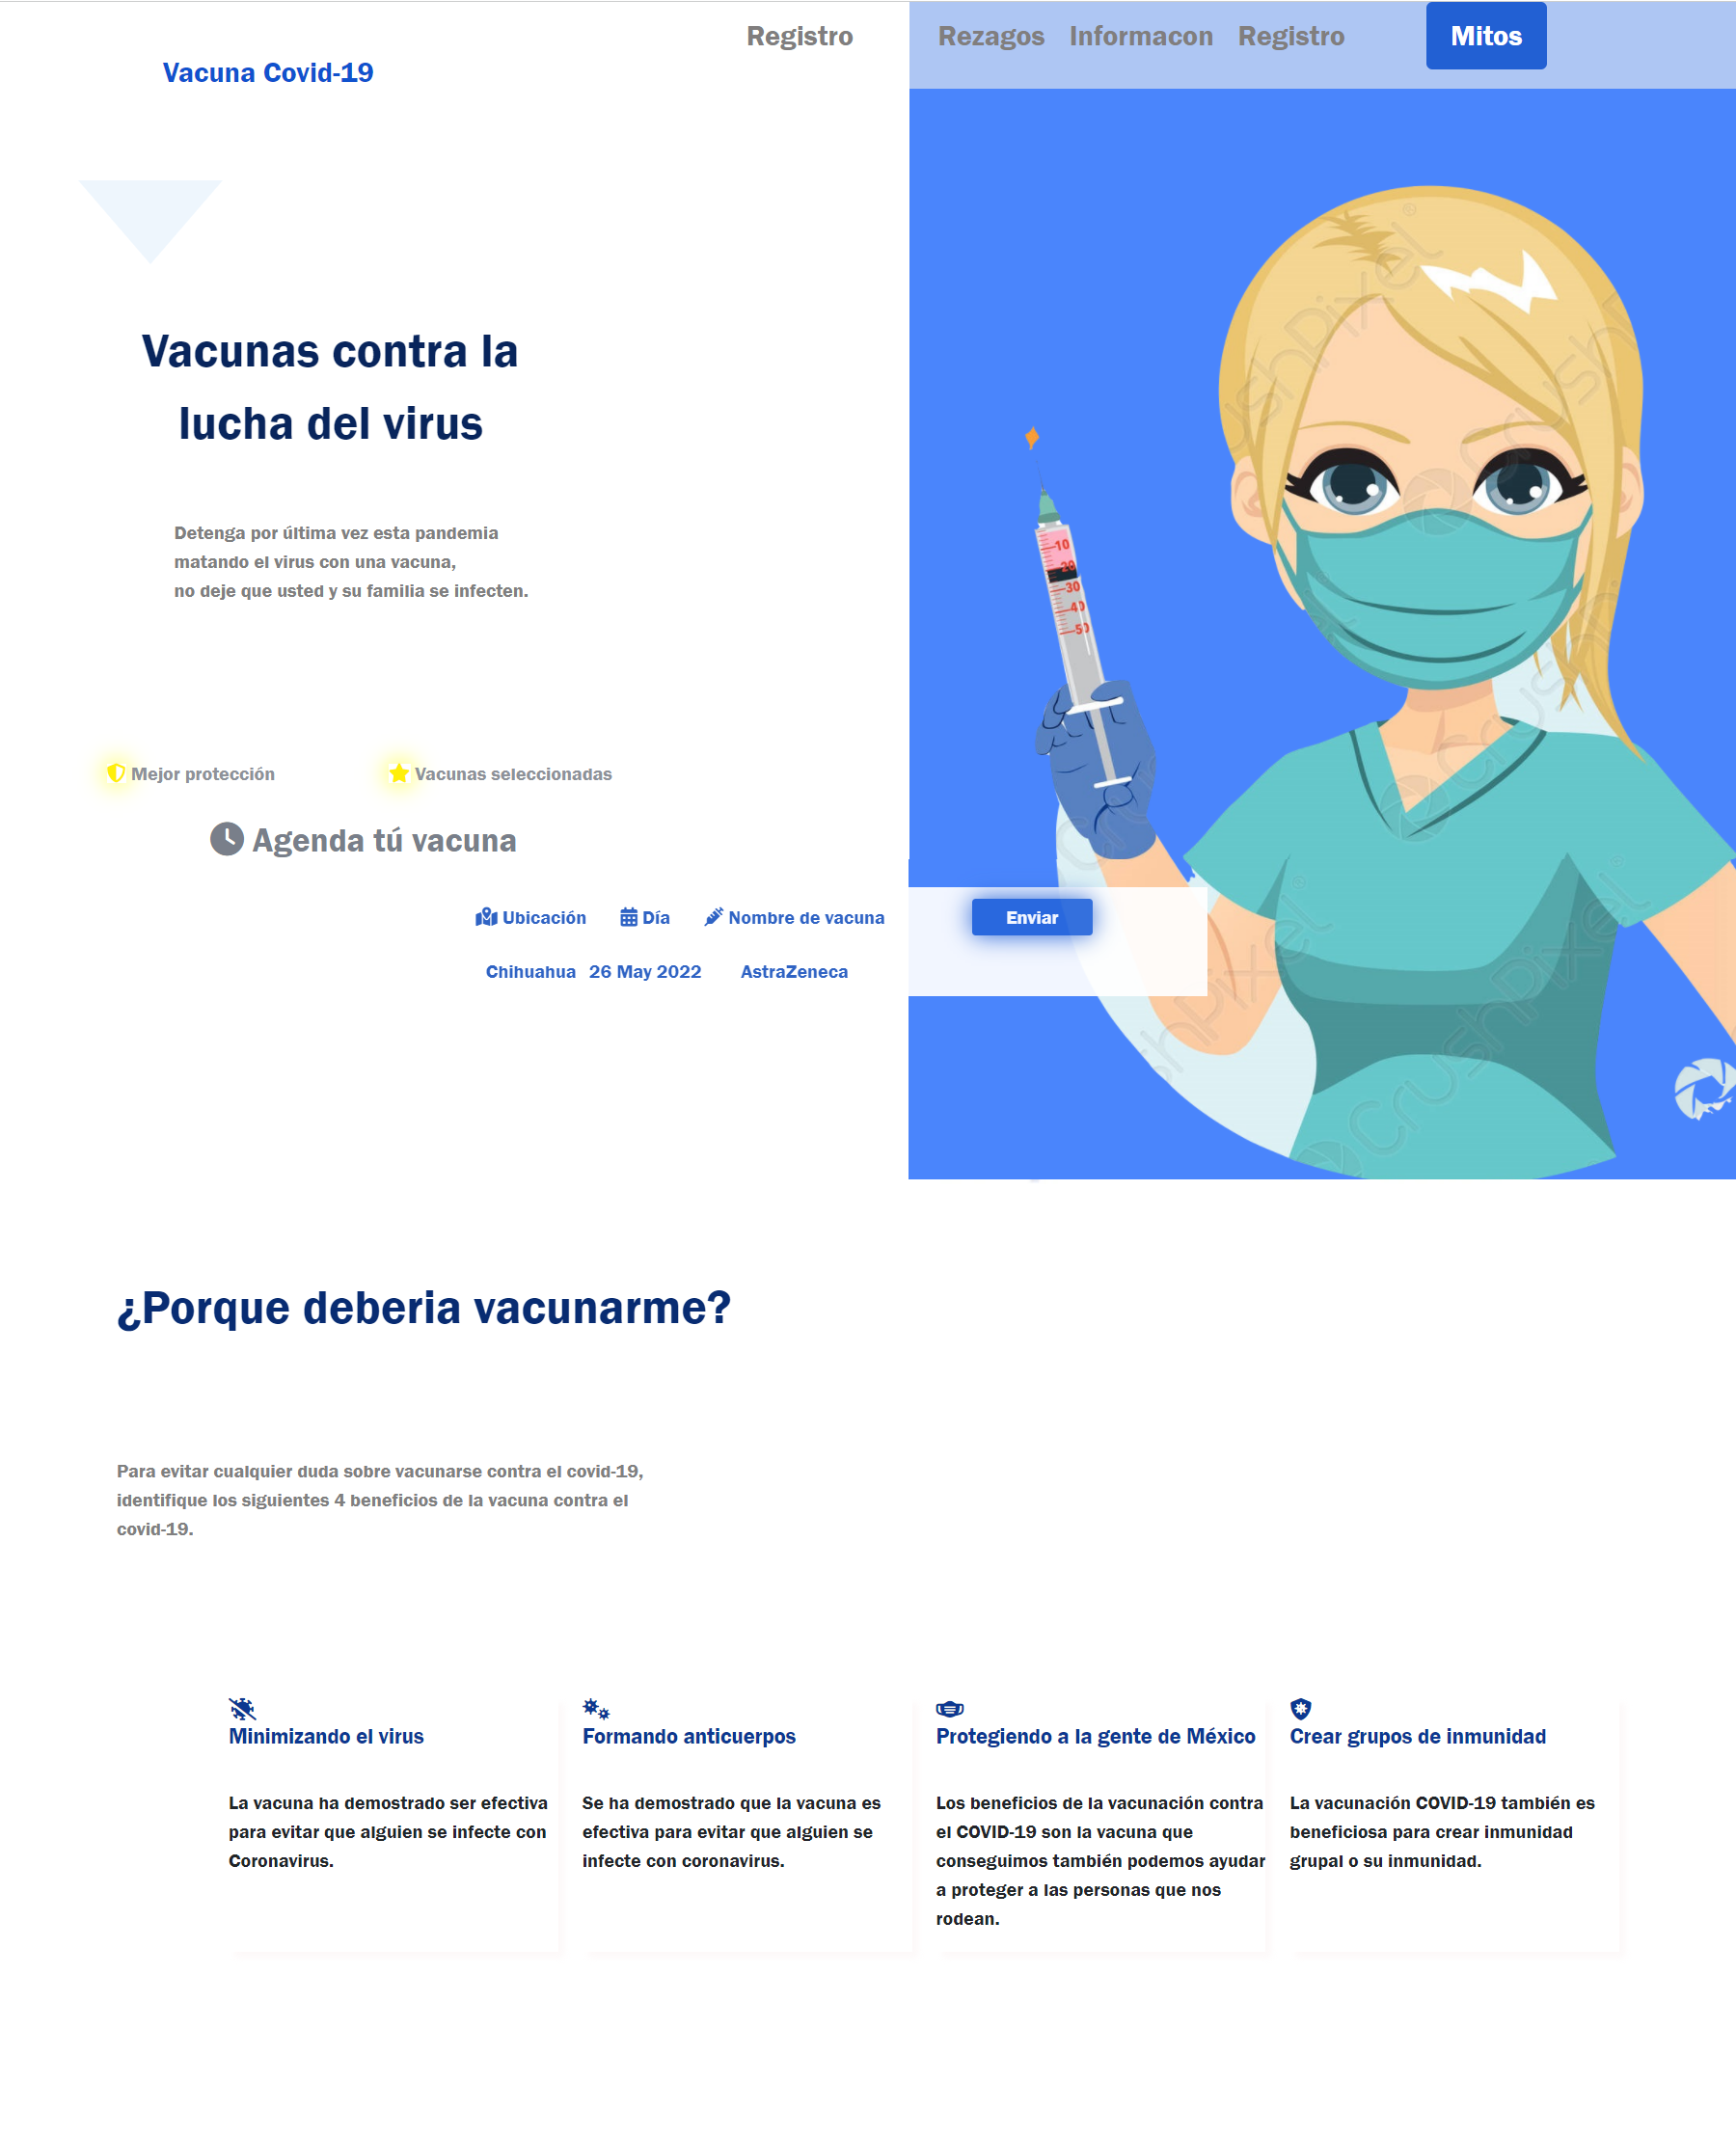 Registro
Rezagos
Informacon
Registro
Mitos
Vacuna Covid-19
Vacunas contra la
lucha del virus
Detenga por última vez esta pandemia
matando el virus con una vacuna,
no deje que usted y su familia se infecten.
10
20
30
40
50
Mejor protección
Vacunas seleccionadas
Agenda tú vacuna
Ubicación
Día
Nombre de vacuna
Enviar
Chihuahua
26 May 2022
AstraZeneca
crushpixel
¿Porque deberia vacunarme?
Para evitar cualquier duda sobre vacunarse contra el covid-19,
identifique los siguientes 4 beneficios de la vacuna contra el
covid-19.
Minimizando el virus
La vacuna ha demostrado ser efectiva
para evitar que alguien se infecte con
Coronavirus.
Formando anticuerpos
Se ha demostrado que la vacuna es
efectiva para evitar que alguien se
infecte con coronavirus.
Protegiendo a la gente de México
Los beneficios de la vacunación contra
el COVID-19 son la vacuna que
conseguimos también podemos ayudar
a proteger a las personas que nos
rodean.
Crear grupos de inmunidad
La vacunación COVID-19 también es
beneficiosa para crear inmunidad
grupal o su inmunidad.